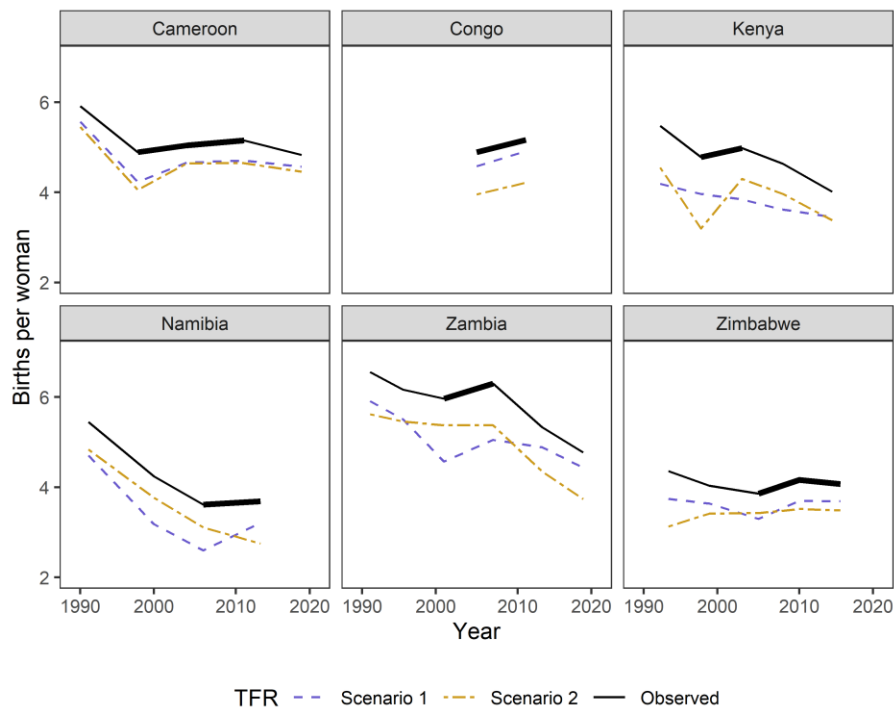 Cameroon Congo Kenya
6
4
2
Births per woman
Namibia Zambia Zimbabwe
6
4
2
1990 2000 2010 2020 1990 2000 2010 2020 1990 2000 2010 2020
Year
TFR Scenario 1 Scenario 2 Observed